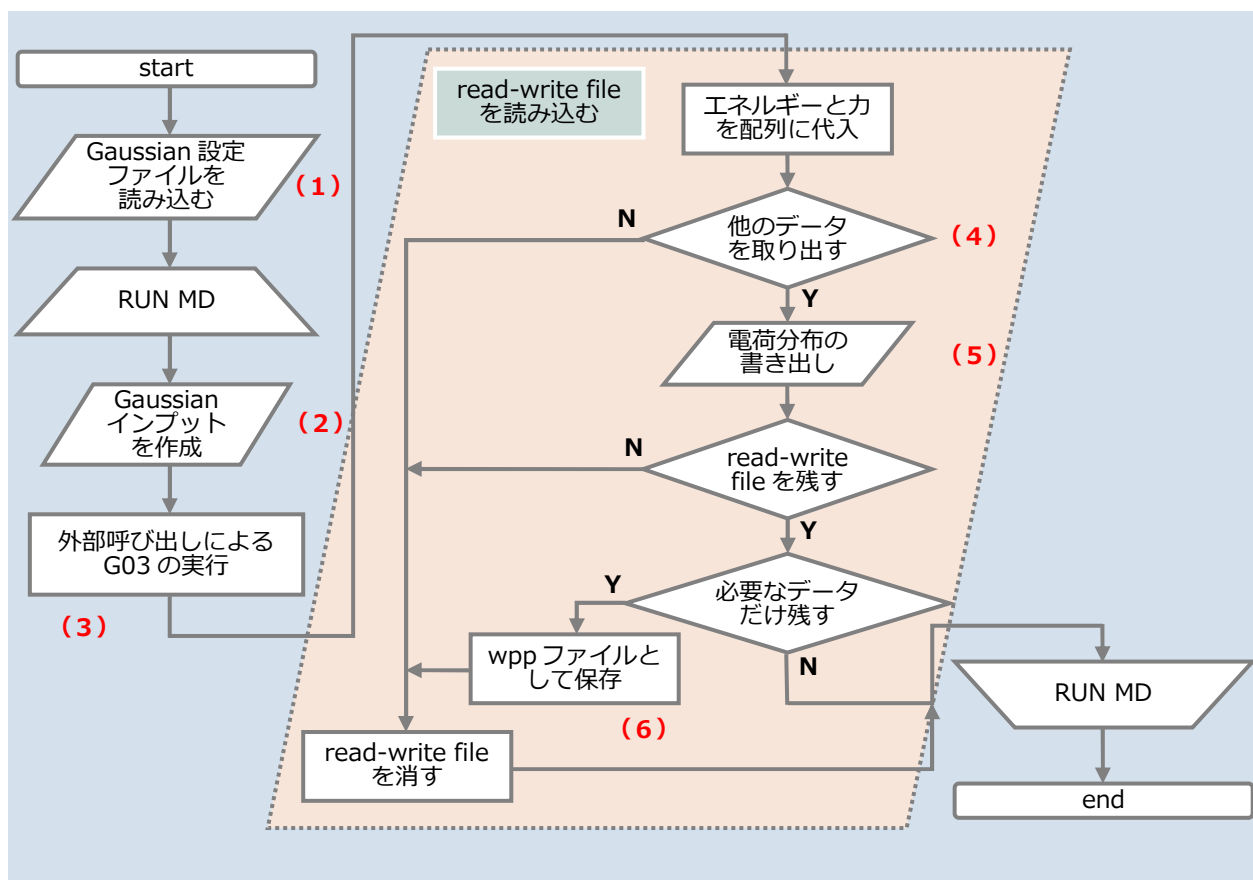 start
Gaussian 設定
ファイルを
読み込む
(1)
RUN MD
Gaussian
インプット
を作成
(2)
外部呼び出しによる
G03 の実行
(3)
read-write file
を読み込む
エネルギーと力
を配列に代入
他のデータ
を取り出す
(4)
N
Y
電荷分布の
書き出し
(5)
read-write
file を残す
N
Y
必要なデータ
だけ残す
Y
N
wpp ファイルと
して保存
(6)
read-write file
を消す
RUN MD
end